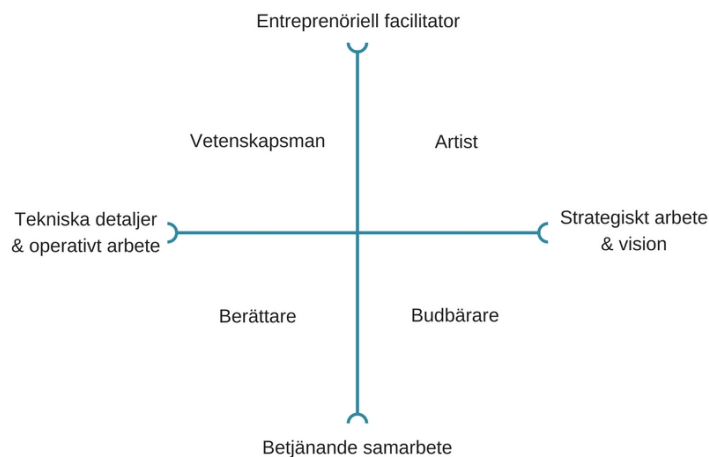 Entreprenöriell facilitator
Vetenskapsman
Artist
Tekniska detaljer
& operativt arbete
Strategiskt arbete
& vision
Berättare
Budbärare
Betjänande samarbete